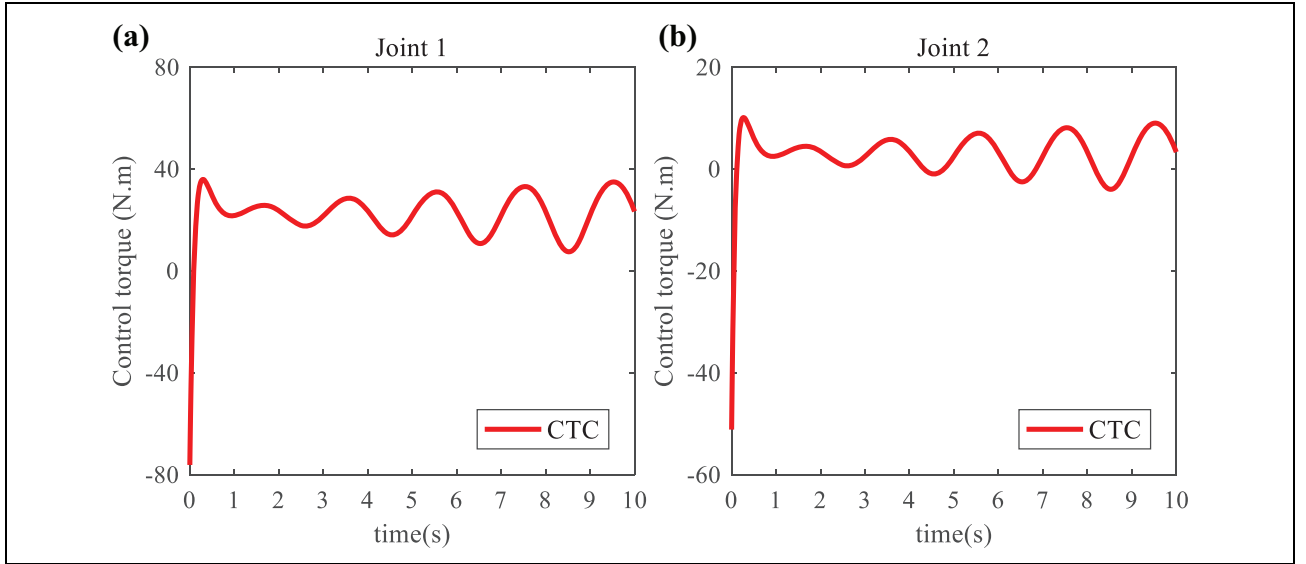 (a)
Joint 1
80
40
0
-40
-80
Control torque (N.m)
0 1 2 3 4 5 6 7 8 9 10
time(s)
CTC
(b)
Joint 2
20
0
-20
-40
-60
Control torque (N.m)
0 1 2 3 4 5 6 7 8 9 10
time(s)
CTC